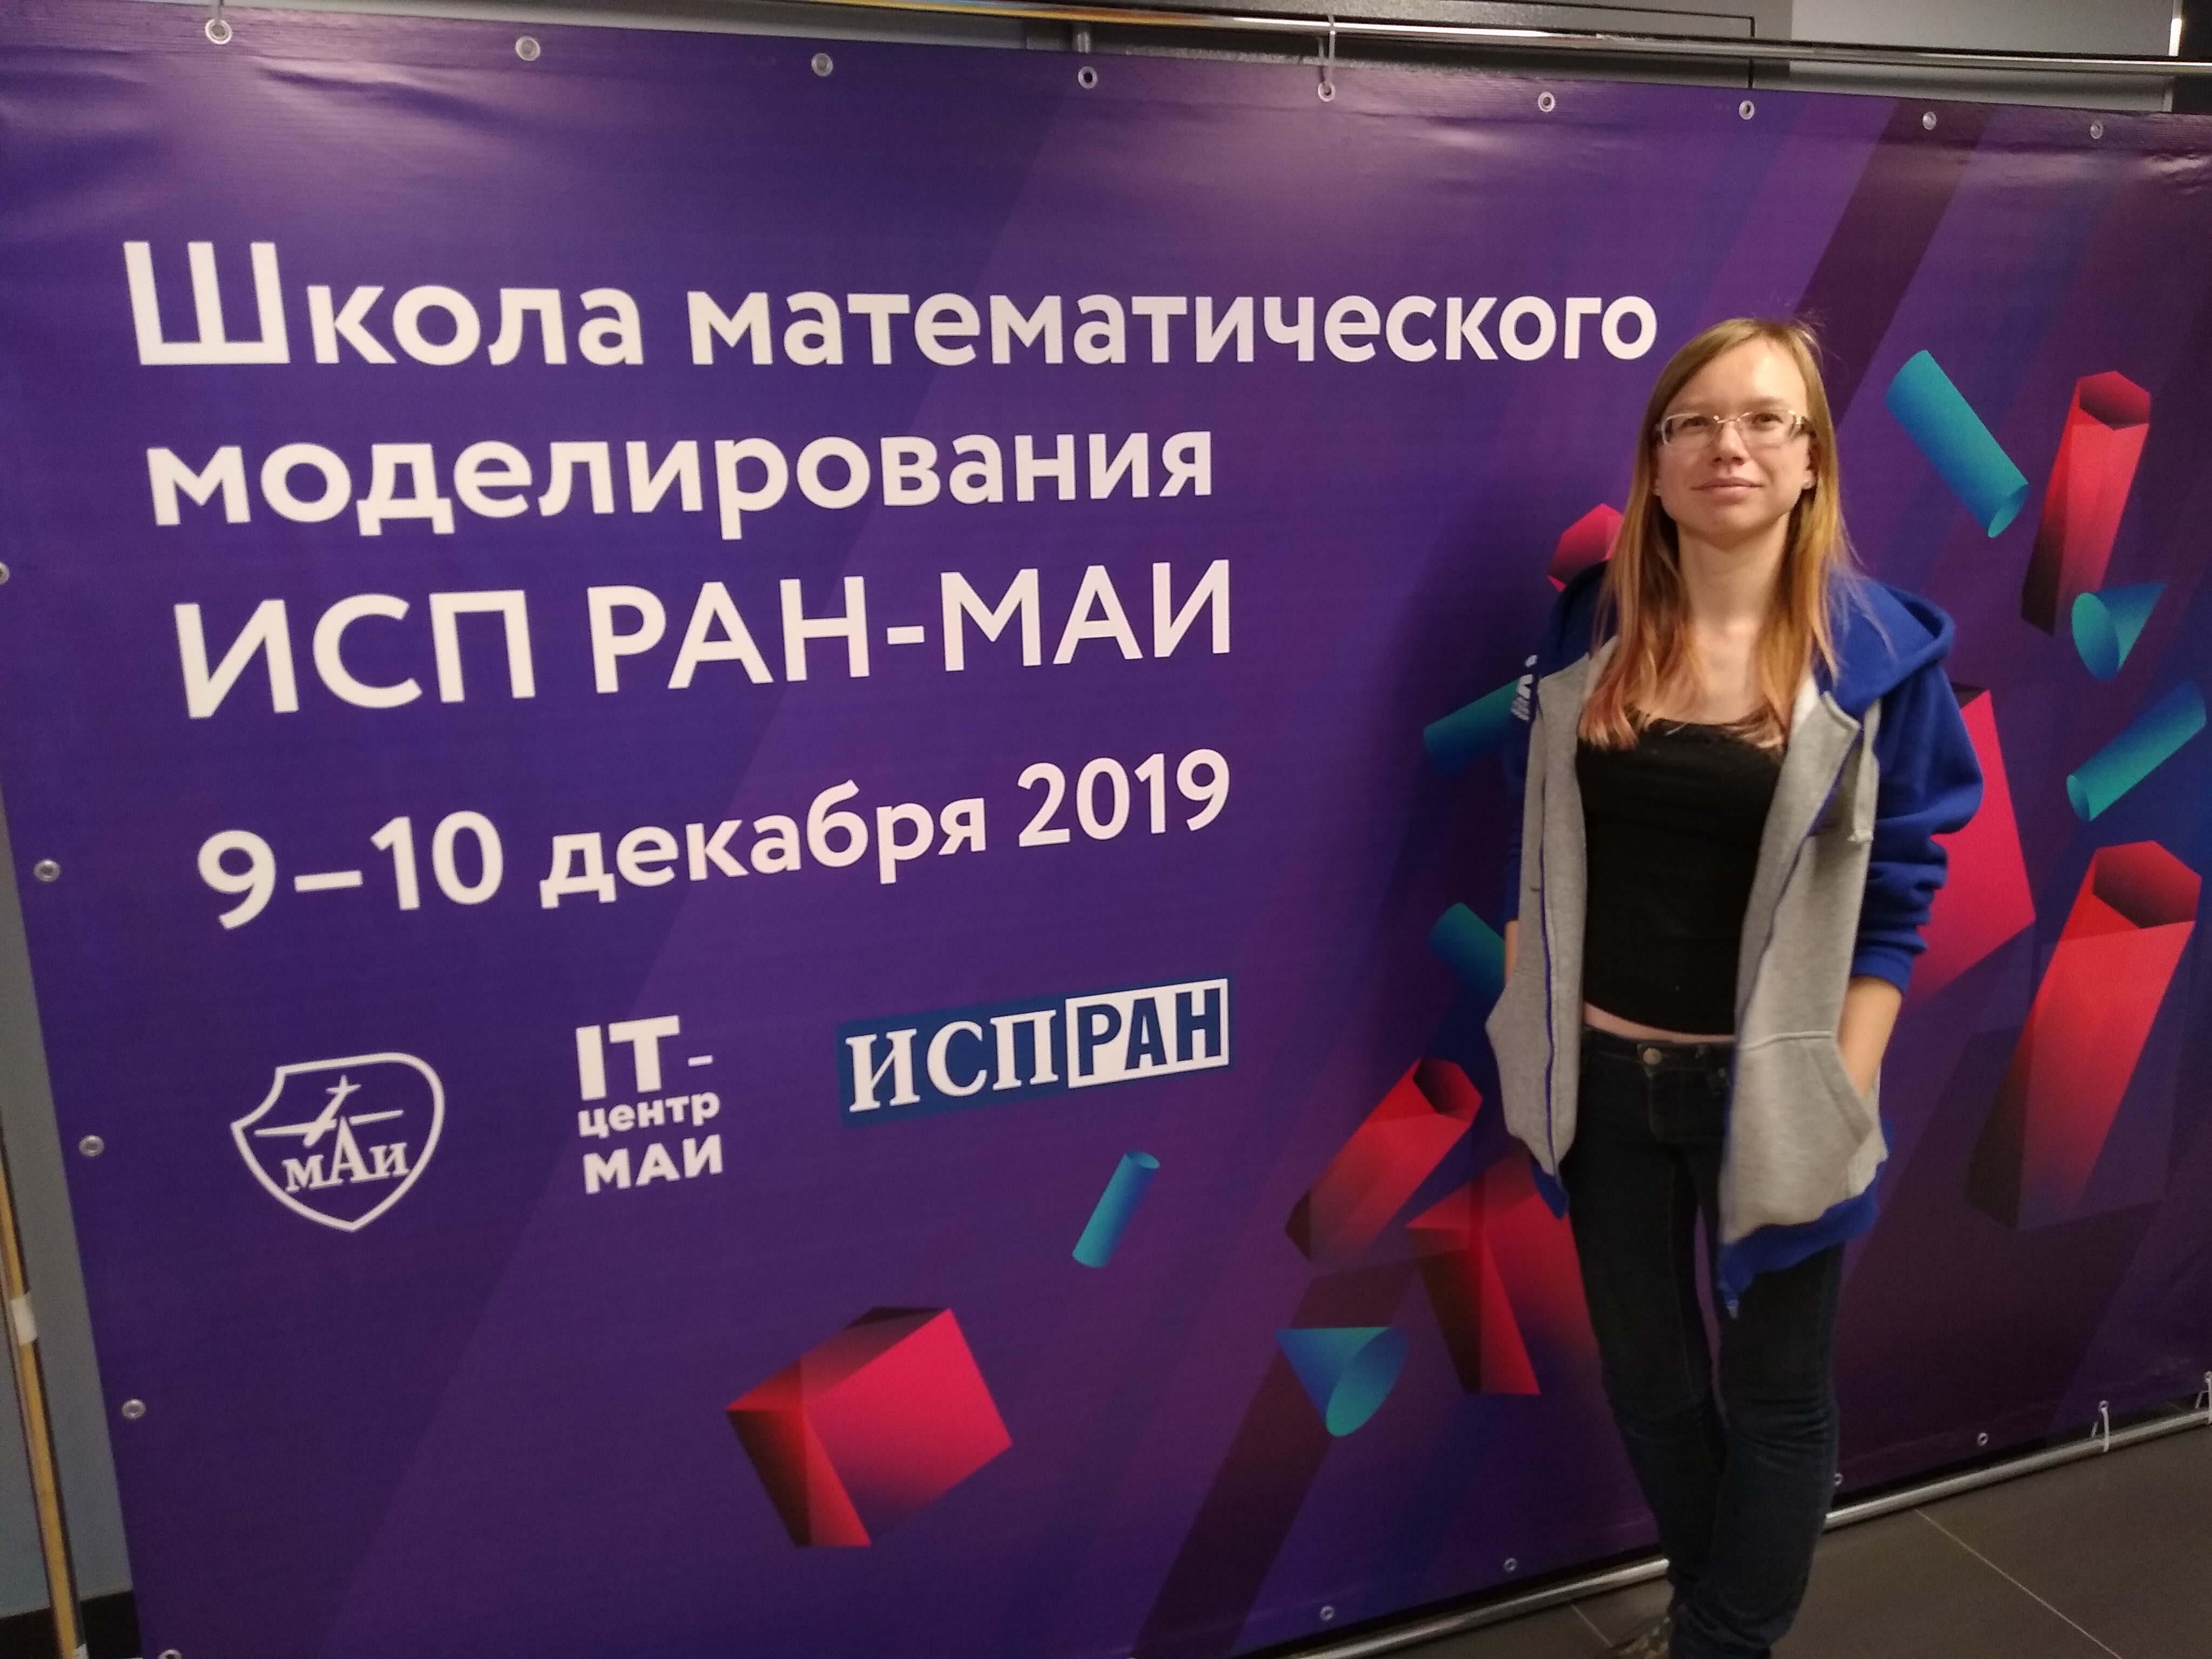 Школа математического
моделирования
ИСП РАН-МАИ
9–10 декабря 2019
МАИ
IT-
центр
МАИ
ИСП РАН